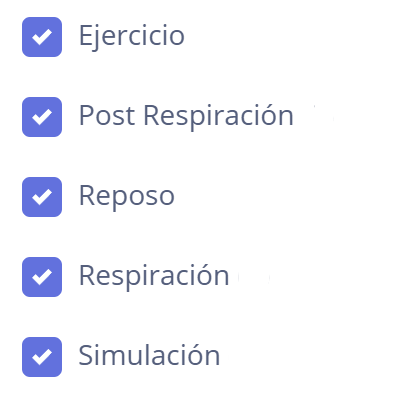 Ejercicio
Post Respiración
Reposo
Respiración
Simulación